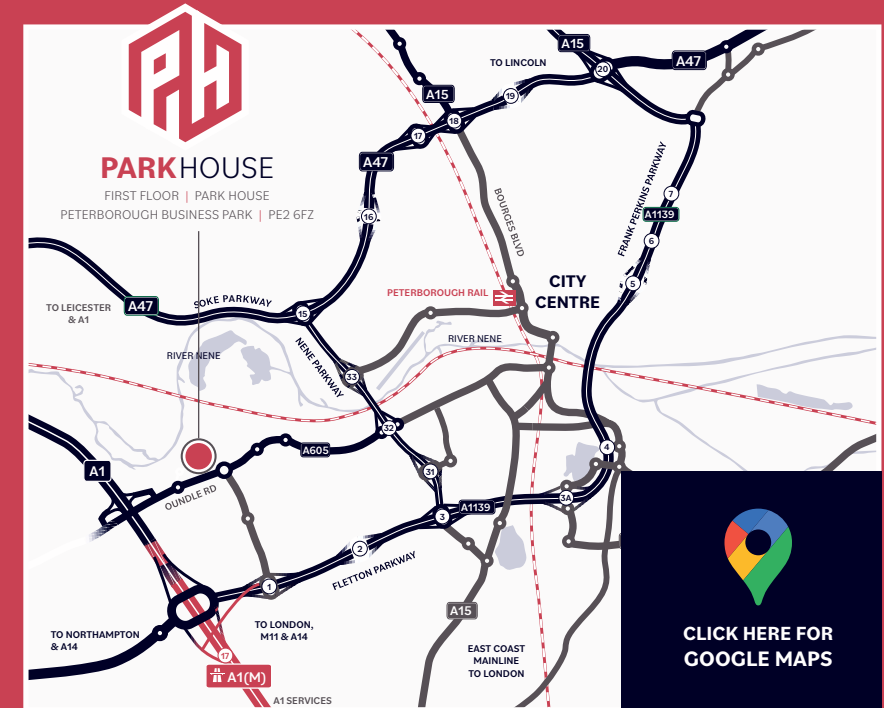 PARKHOUSE
FIRST FLOOR | PARK HOUSE
PETERBOROUGH BUSINESS PARK | PE2 6FZ
A15
TO LINCOLN
A47
20
19
A15
18
17
A47
16
BOURGES BLVD
FRANK PERKINS PARKWAY
7
A1139
6
5
PETERBOROUGH RAIL
CITY
CENTRE
TO LEICESTER
& A1
A47
SOKE PARKWAY
15
RIVER NENE
NENE PARKWAY
RIVER NENE
33
32
A605
4
A1
31
OUNDLE RD
3A
A1139
3
2
FLETTON PARKWAY
1
TO NORTHAMPTON
& A14
TO LONDON,
M11 & A14
17
A1(M)
A1 SERVICES
A15
EAST COAST
MAINLINE
TO LONDON
CLICK HERE FOR
GOOGLE MAPS